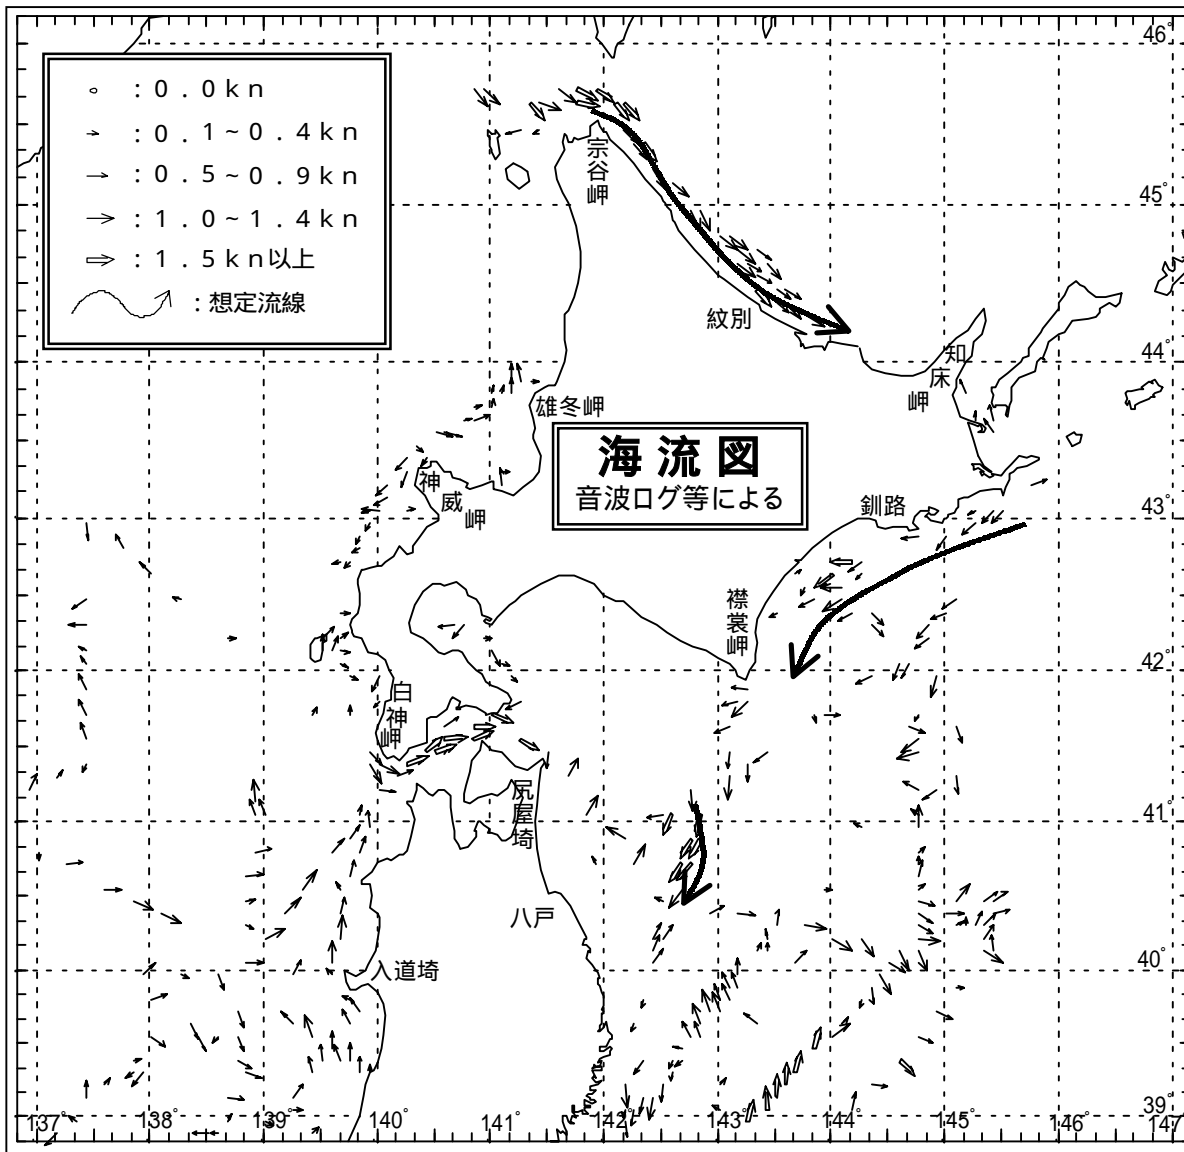 ：０．０ｋｎ
：０．１~０．４ｋｎ
：０．５~０．９ｋｎ
：１．０~１．４ｋｎ
：１．５ｋｎ以上
：想定流線
海流図
音波ログ等による
宗谷岬
紋別
知床岬
雄冬岬
神威岬
釧路
襟裳岬
白神岬
尻屋埼
八戸
入道埼
46°
45°
44°
43°
42°
41°
40°
39°
137°
138°
139°
140°
141°
142°
143°
144°
145°
146°
147°